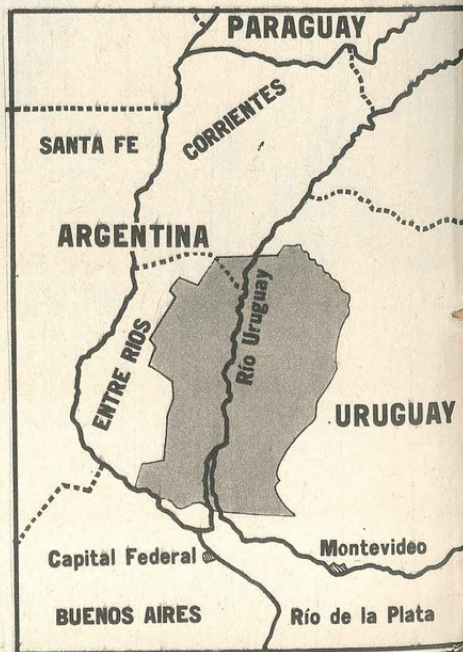 PARAGUAY
CORRIENTES
SANTA FE
ARGENTINA
Río Uruguay
ENTRE RIOS
URUGUAY
Capital Federal
Montevideo
BUENOS AIRES
Río de la Plata